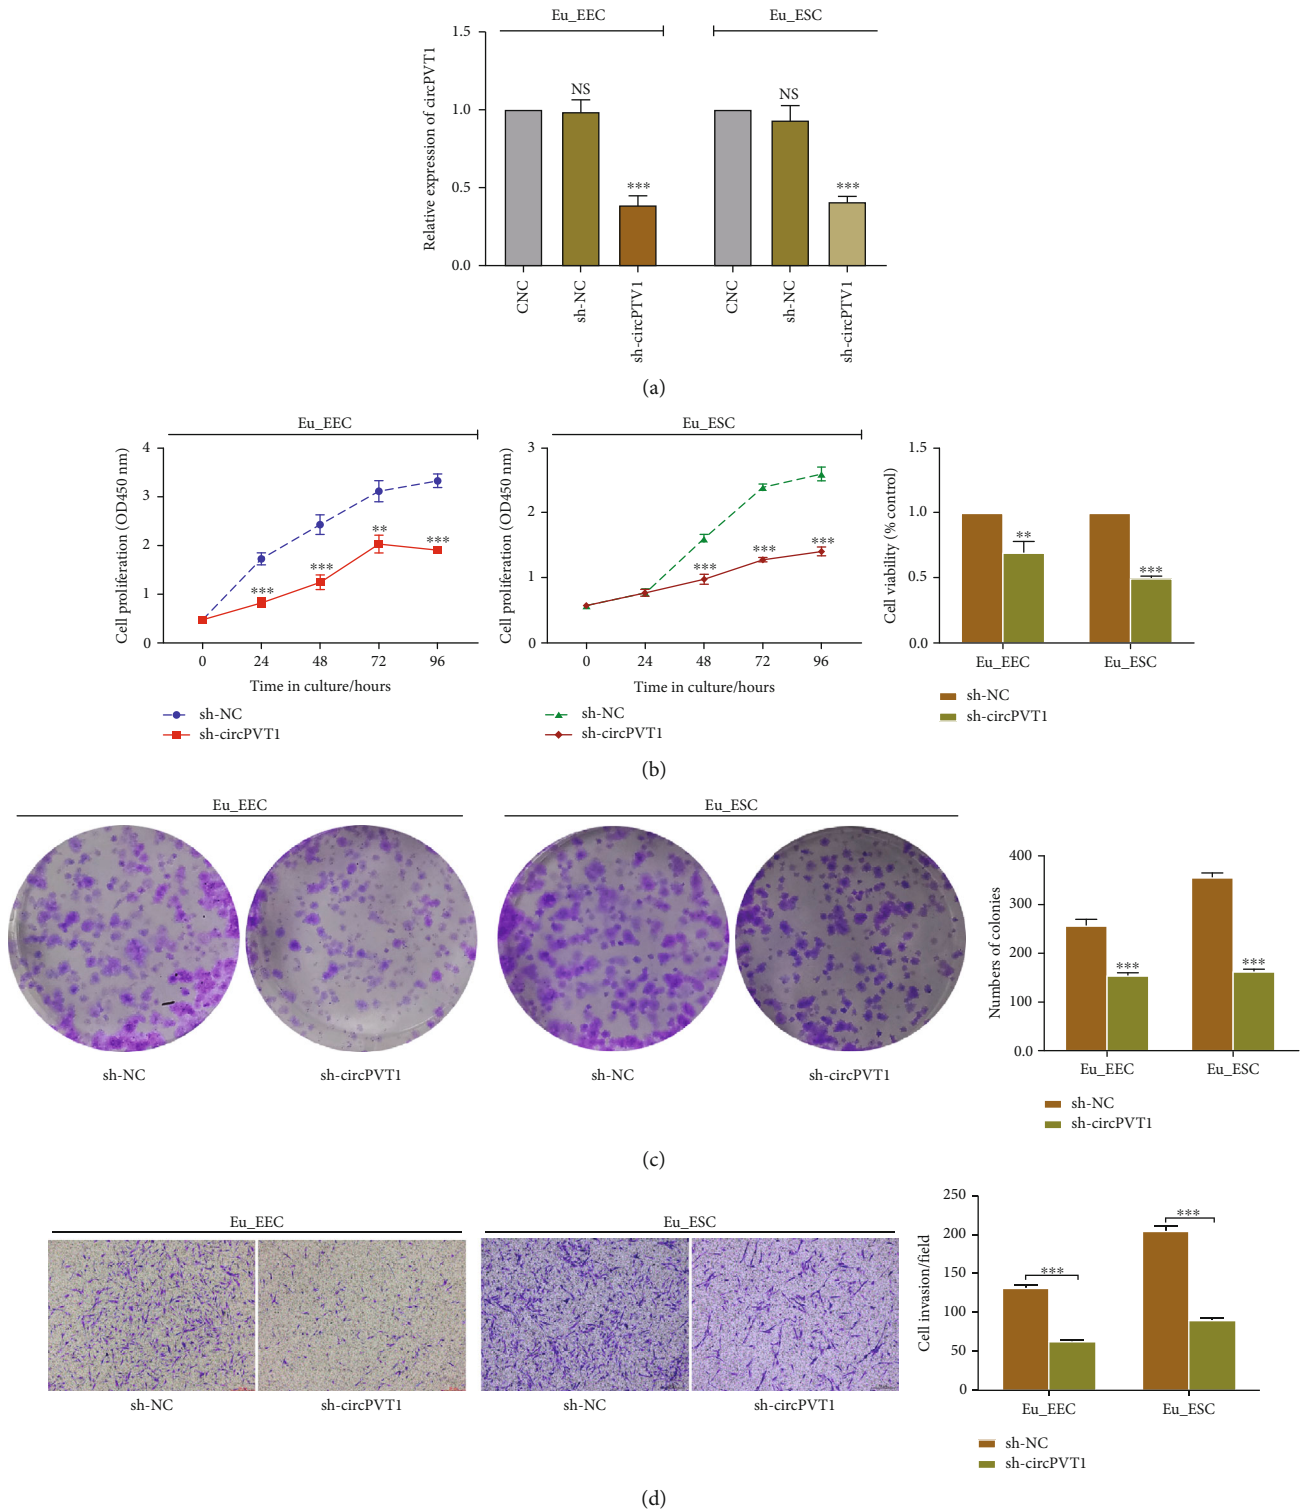 Eu_EEC
Eu_ESC
Relative expression of circPVT1
1.5
1.0
0.5
0.0
NS
***
NS
***
CNC
sh-NC
sh-circPTV1
CNC
sh-NC
sh-circPTV1
(a)
Eu_EEC
Cell proliferation (OD450 nm)
4
3
2
1
0
***
***
**
***
0 24 48 72 96
Time in culture/hours
sh-NC
sh-circPVT1
Eu_ESC
Cell proliferation (OD450 nm)
3
2
1
0
***
***
***
0 24 48 72 96
Time in culture/hours
sh-NC
sh-circPVT1
Cell viability (% control)
1.5
1.0
0.5
0
**
***
Eu_EEC Eu_ESC
sh-NC
sh-circPVT1
(b)
Eu_EEC
Eu_ESC
sh-NC
sh-circPVT1
sh-NC
sh-circPVT1
Numbers of colonies
400
300
200
100
0.0
***
***
Eu_EEC Eu_ESC
sh-NC
sh-circPVT1
(c)
Eu_EEC
Eu_ESC
sh-NC
sh-circPVT1
sh-NC
sh-circPVT1
Cell invasion/field
250
200
150
100
50
0
***
***
Eu_EEC Eu_ESC
sh-NC
sh-circPVT1
(d)